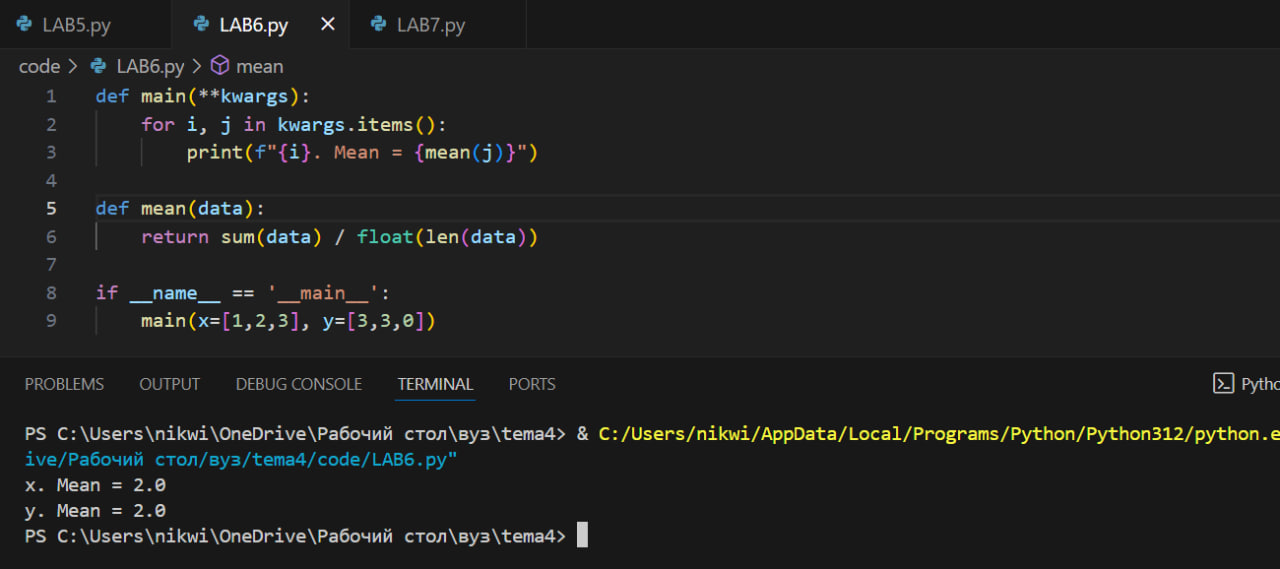 LAB5.py LAB6.py × LAB7.py
code > LAB6.py > mean
1 def main(**kwargs):
2     for i, j in kwargs.items():
3         print(f"{i}. Mean = {mean(j)}")
4
5 def mean(data):
6     return sum(data) / float(len(data))
7
8 if __name__ == '__main__':
9     main(x=[1,2,3], y=[3,3,0])
PROBLEMS OUTPUT DEBUG CONSOLE TERMINAL PORTS
PS C:\Users\nikwi\OneDrive\Рабочий стол\вуз\tema4> & C:/Users/nikwi/AppData/Local/Programs/Python/Python312/python.e
ive/Рабочий стол/вуз/tema4/code/LAB6.py"
x. Mean = 2.0
y. Mean = 2.0
PS C:\Users\nikwi\OneDrive\Рабочий стол\вуз\tema4>